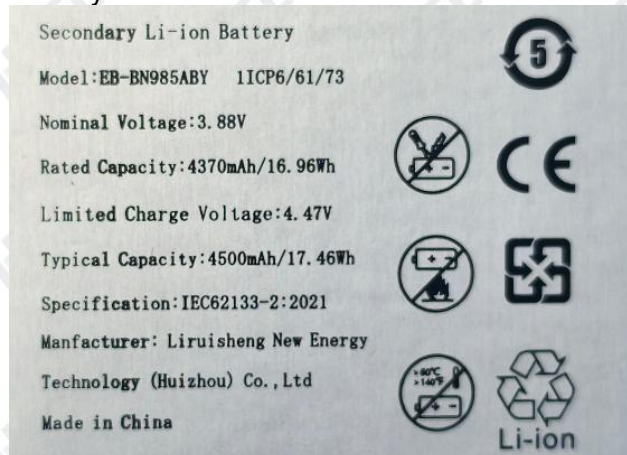 Secondary Li-ion Battery
Model:EB-BN985ABY 1ICP6/61/73
Nominal Voltage:3.88V
Rated Capacity:4370mAh/16.96Wh
Limited Charge Voltage:4.47V
Typical Capacity:4500mAh/17.46Wh
Specification:IEC62133-2:2021
Manfacturer: Liruisheng New Energy
Technology (Huizhou) Co.,Ltd
Made in China
5
CE
>60℃
>140℉
Li-ion